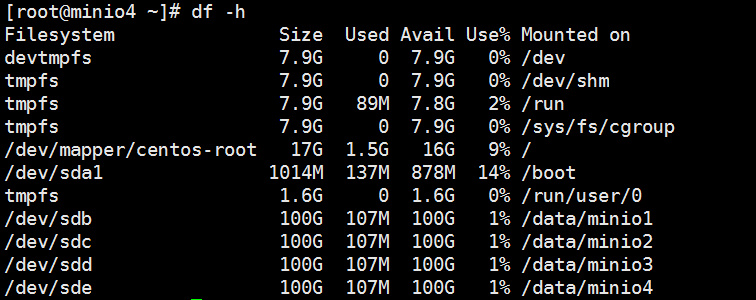 [root@minio4 ~]# df -h
Filesystem Size Used Avail Use% Mounted on
devtmpfs 7.9G 0 7.9G 0% /dev
tmpfs 7.9G 0 7.9G 0% /dev/shm
tmpfs 7.9G 89M 7.8G 2% /run
tmpfs 7.9G 0 7.9G 0% /sys/fs/cgroup
/dev/mapper/centos-root 17G 1.5G 16G 9% /
/dev/sda1 1014M 137M 878M 14% /boot
tmpfs 1.6G 0 1.6G 0% /run/user/0
/dev/sdb 100G 107M 100G 1% /data/minio1
/dev/sdc 100G 107M 100G 1% /data/minio2
/dev/sdd 100G 107M 100G 1% /data/minio3
/dev/sde 100G 107M 100G 1% /data/minio4